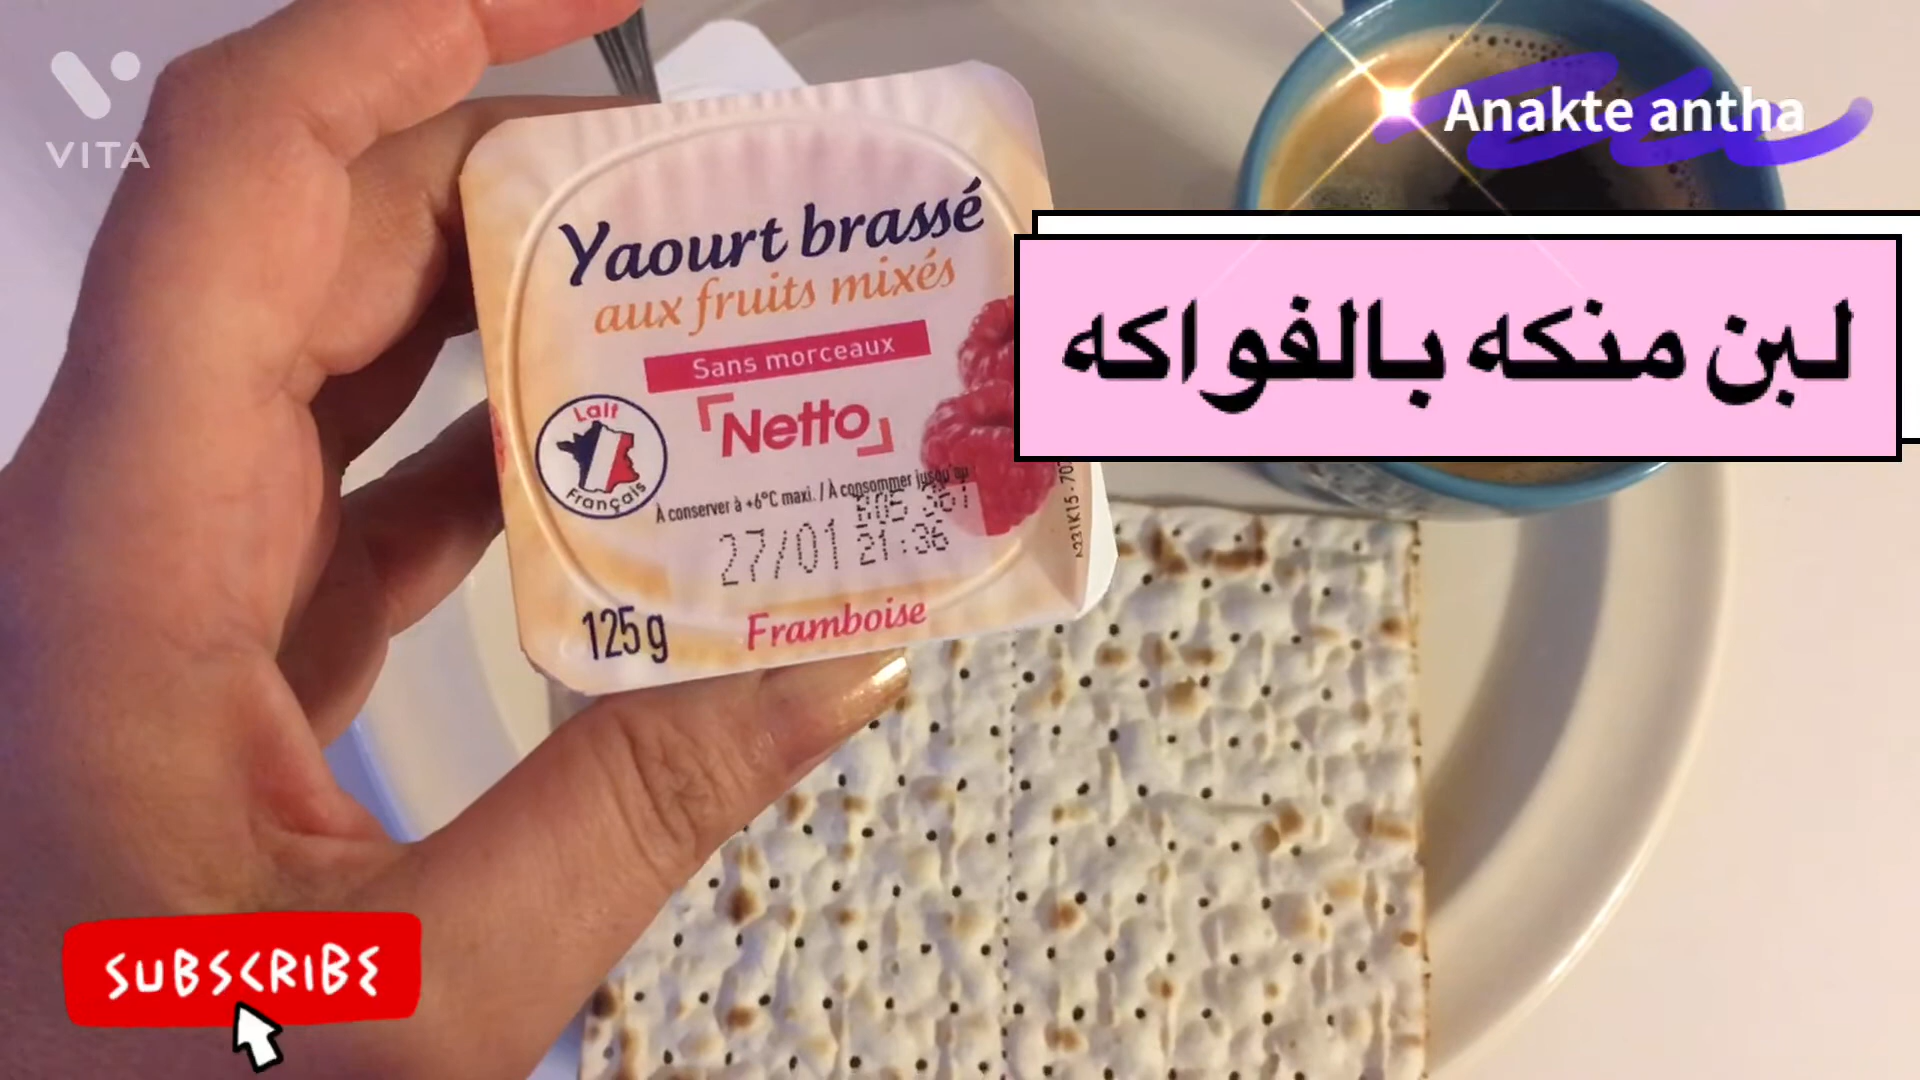 VITA
Anakte antha
Yaourt brassé
aux fruits mixés
Sans morceaux
Netto
Lait
Français
À conserver à +6°C maxi. / À consommer jusqu'au
27/01
21:36
125g
Framboise
لبن منكه بالفواكه
SUBSCRIBE